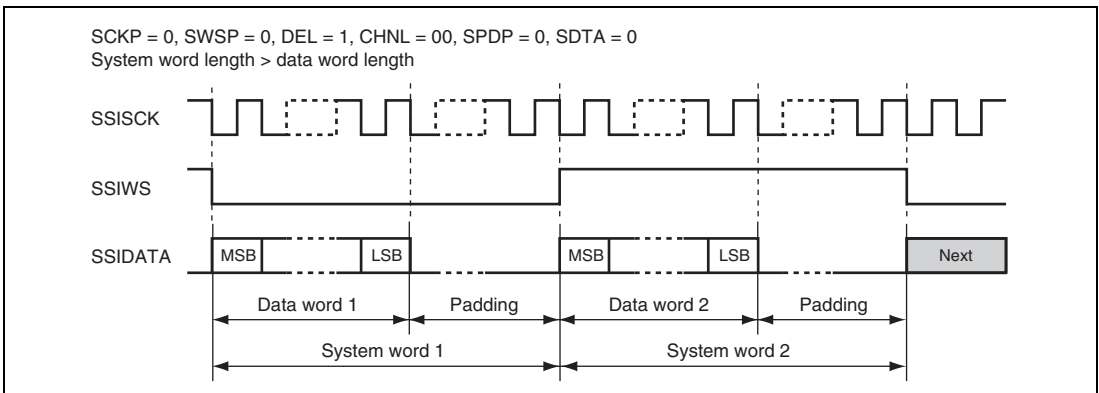 SCKP = 0, SWSP = 0, DEL = 1, CHNL = 00, SPDP = 0, SDTA = 0
System word length > data word length
SSISCK
SSIWS
SSIDATA
MSB
LSB
MSB
LSB
Next
Data word 1
Padding
Data word 2
Padding
System word 1
System word 2